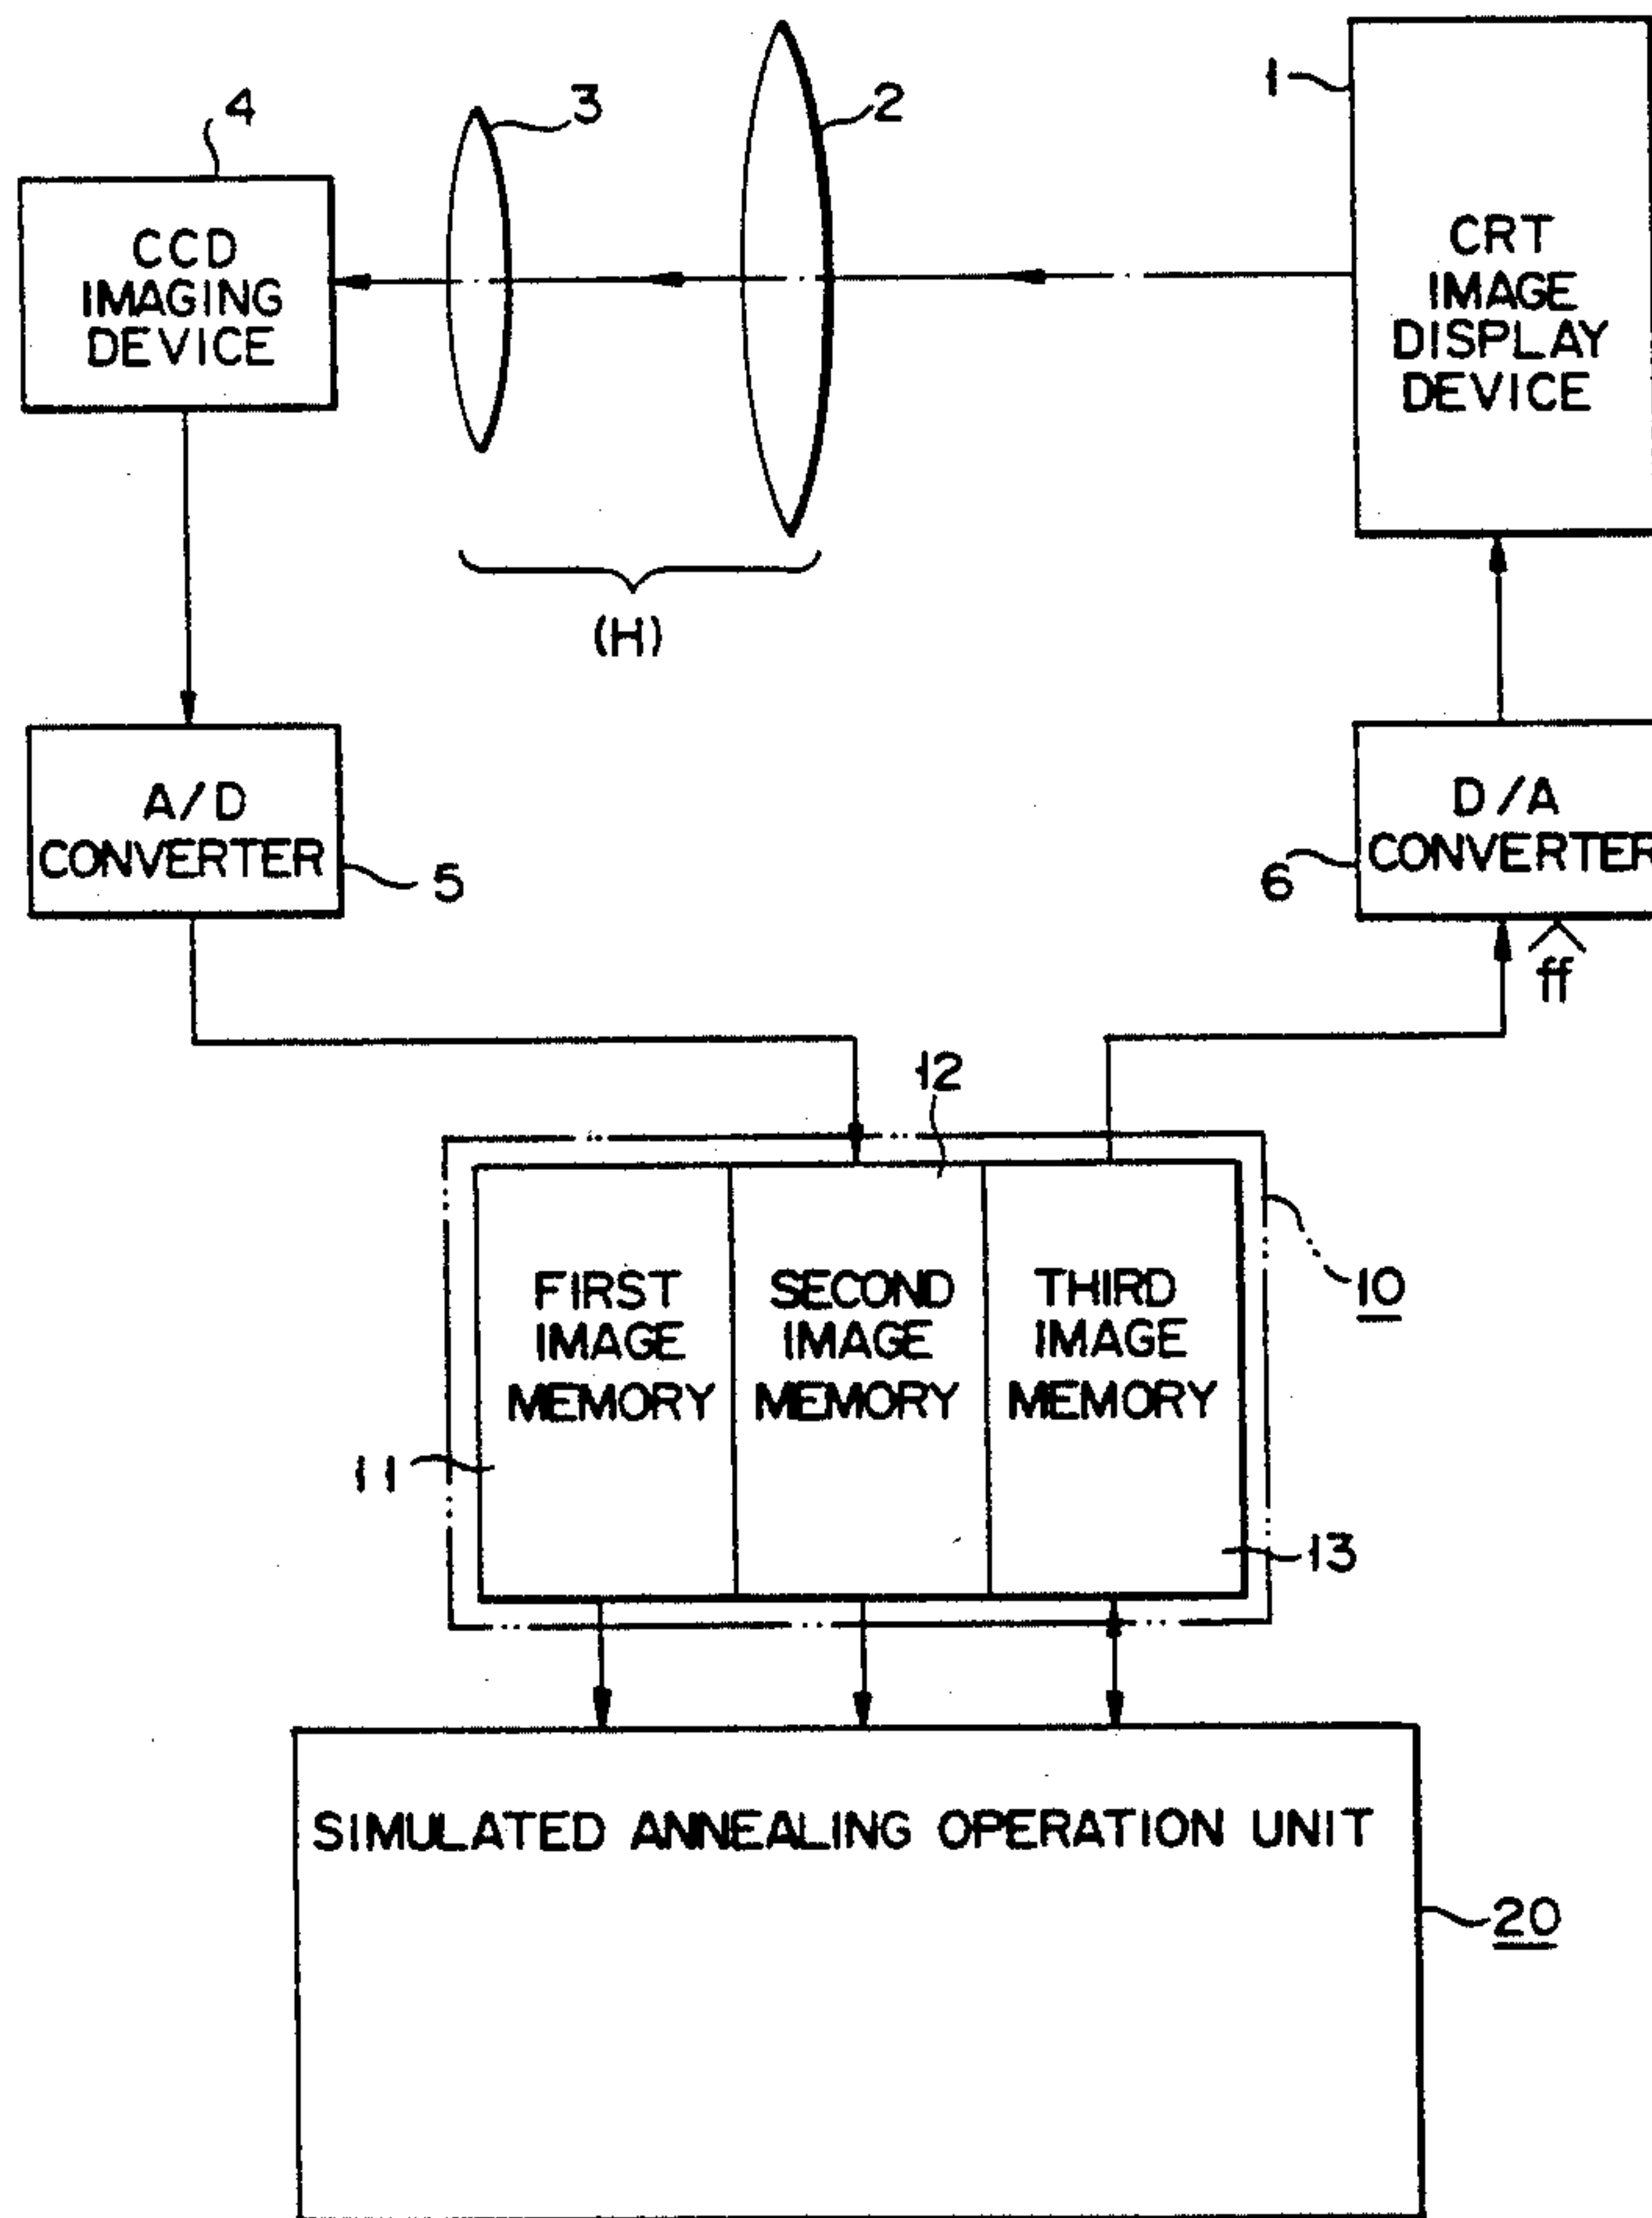 1
2
3
4
CCD
IMAGING
DEVICE
CRT
IMAGE
DISPLAY
DEVICE
(H)
A/D
CONVERTER
5
D/A
CONVERTER
6
ff
12
FIRST
IMAGE
MEMORY
SECOND
IMAGE
MEMORY
THIRD
IMAGE
MEMORY
10
11
13
SIMULATED ANNEALING OPERATION UNIT
20